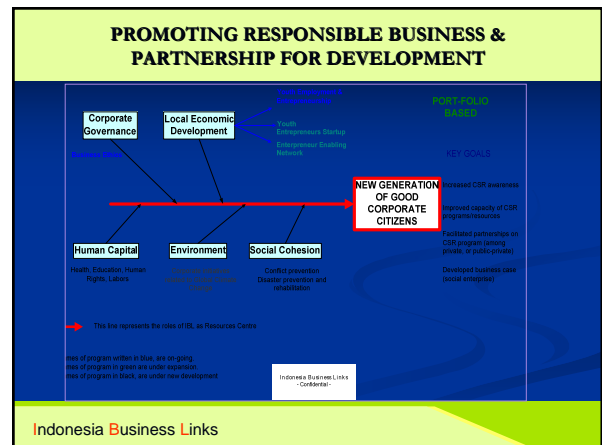 PROMOTING RESPONSIBLE BUSINESS &
PARTNERSHIP FOR DEVELOPMENT
PORT-FOLIO
BASED
Corporate
Governance
Local Economic
Development
Youth
Entrepreneurs Startup
Enterpreneur Enabling
Network
Business Ethics
KEY GOALS
NEW GENERATION
OF GOOD
CORPORATE
CITIZENS
Increased CSR awareness
Improved capacity of CSR
programs/resources
Facilitated partnerships on
CSR program (among
private, or public-private)
Developed business case
(social enterprise)
Human Capital
Environment
Social Cohesion
Health, Education, Human
Rights, Labors
Conflict prevention
Disaster prevention and
rehabilitation
This line represents the roles of IBL as Resources Centre
mes of program written in blue, are on-going.
mes of program in green are under expansion
mes of program in black, are under new development
Indonesia Business Links
- Confidential -
Indonesia Business Links